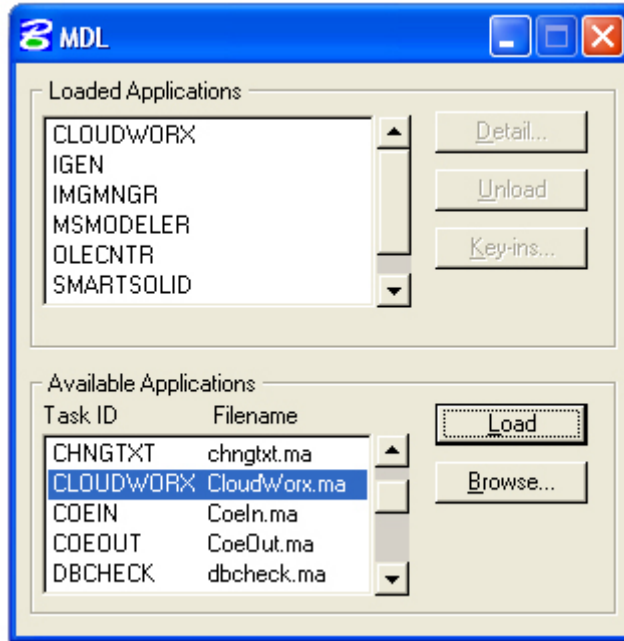 MDL
Loaded Applications
CLOUDWORX
IGEN
IMGMNGR
MSMODELER
OLECNTR
SMARTSOLID
Detail...
Unload
Key-ins...
Available Applications
Task ID Filename
CHNGTXT chngtxt.ma
CLOUDWORX CloudWorx.ma
COEIN CoeIn.ma
COEOUT CoeOut.ma
DBCHECK dbcheck.ma
Load
Browse...